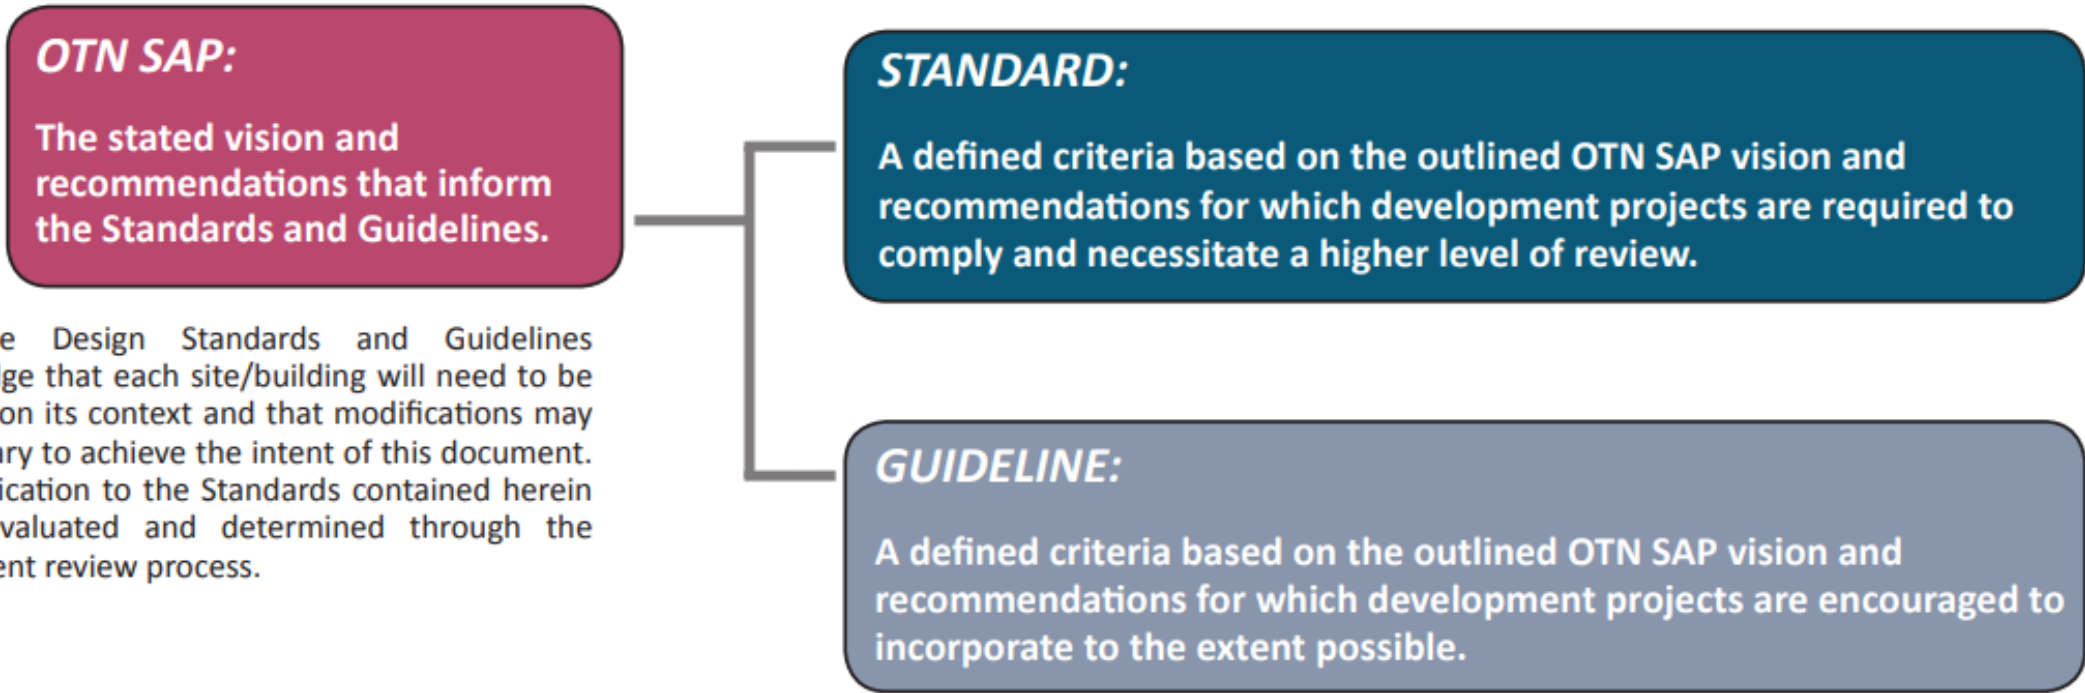 OTN SAP:
The stated vision and
recommendations that inform
the Standards and Guidelines.
Design Standards and Guidelines
that each site/building will need to be
on its context and that modifications may
to achieve the intent of this document.
to the Standards contained herein
and determined through the
review process.
STANDARD:
A defined criteria based on the outlined OTN SAP vision and
recommendations for which development projects are required to
comply and necessitate a higher level of review.
GUIDELINE:
A defined criteria based on the outlined OTN SAP vision and
recommendations for which development projects are encouraged to
incorporate to the extent possible.